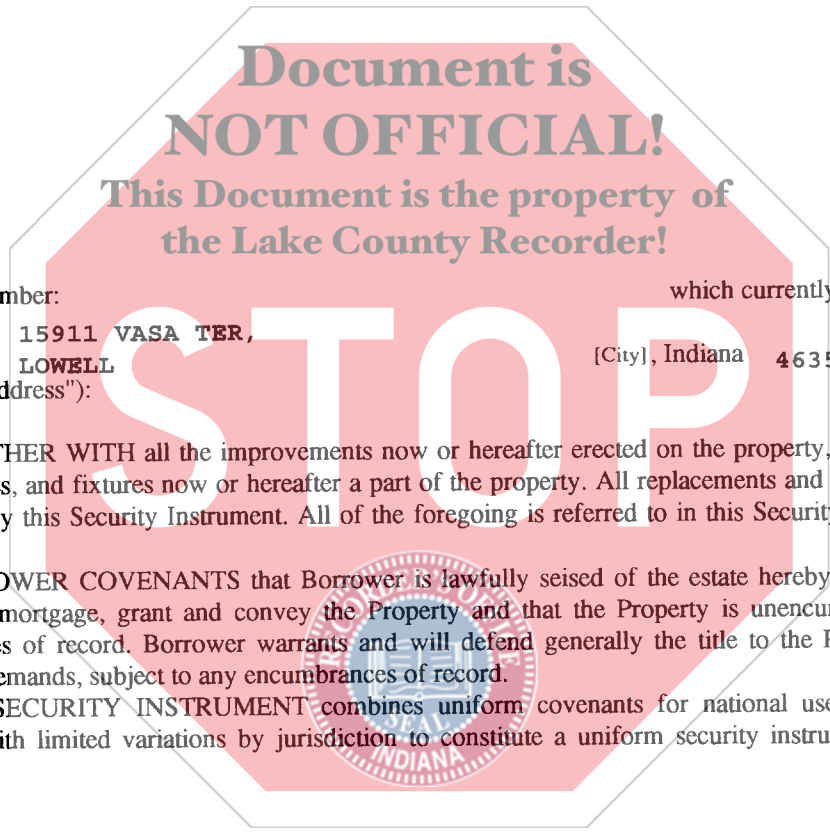 Document is
NOT OFFICIAL!
This Document is the property of
the Lake County Recorder!
mber: which currently
15911 VASA TER,
LOWELL [City], Indiana 4635
ddress"):
STOP
THER WITH all the improvements now or hereafter erected on the property,
s, and fixtures now or hereafter a part of the property. All replacements and
y this Security Instrument. All of the foregoing is referred to in this Security
OWER COVENANTS that Borrower is lawfully seised of the estate hereby
mortgage, grant and convey the Property and that the Property is unencu
s of record. Borrower warrants and will defend generally the title to the P
emands, subject to any encumbrances of record.
SECURITY INSTRUMENT combines uniform covenants for national use
ith limited variations by jurisdiction to constitute a uniform security instru
RECORDER'S OFFICE
SEAL
INDIANA